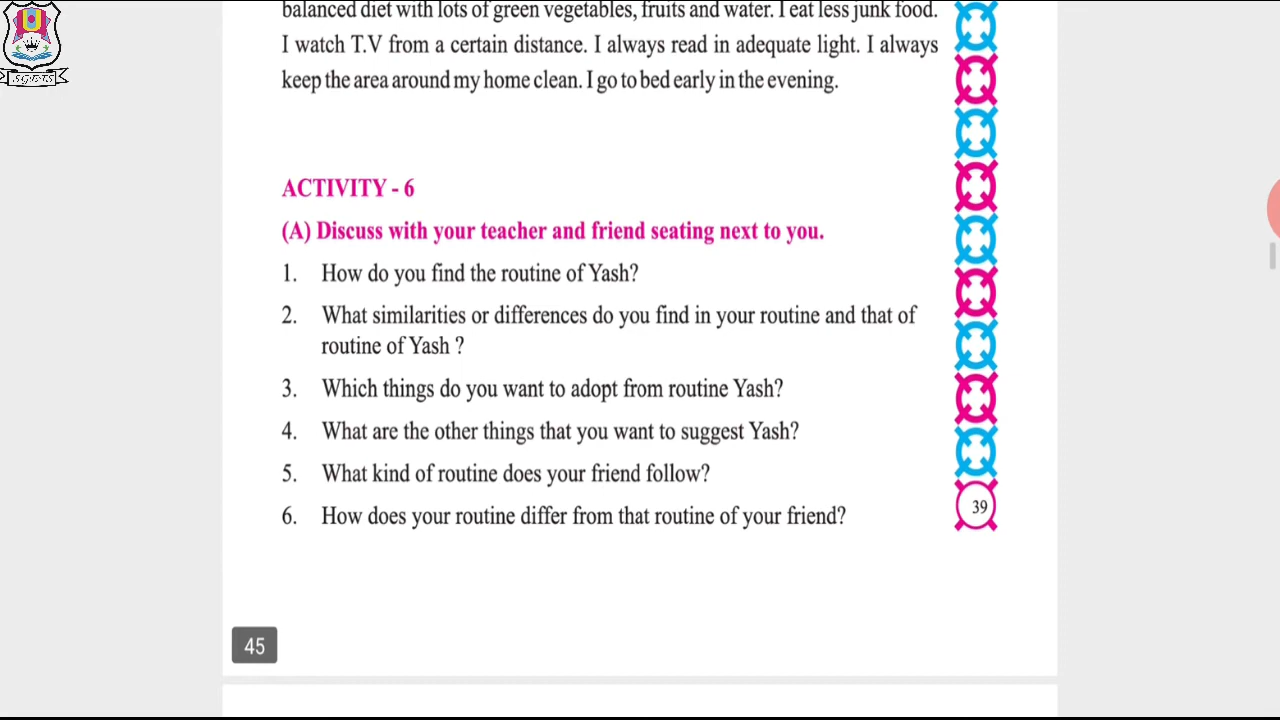 balanced diet with lots of green vegetables, fruits and water. I eat less junk food.
I watch T.V from a certain distance. I always read in adequate light. I always
keep the area around my home clean. I go to bed early in the evening.
ACTIVITY - 6
(A) Discuss with your teacher and friend seating next to you.
1. How do you find the routine of Yash?
2. What similarities or differences do you find in your routine and that of
routine of Yash ?
3. Which things do you want to adopt from routine Yash?
4. What are the other things that you want to suggest Yash?
5. What kind of routine does your friend follow?
6. How does your routine differ from that routine of your friend?
39
45